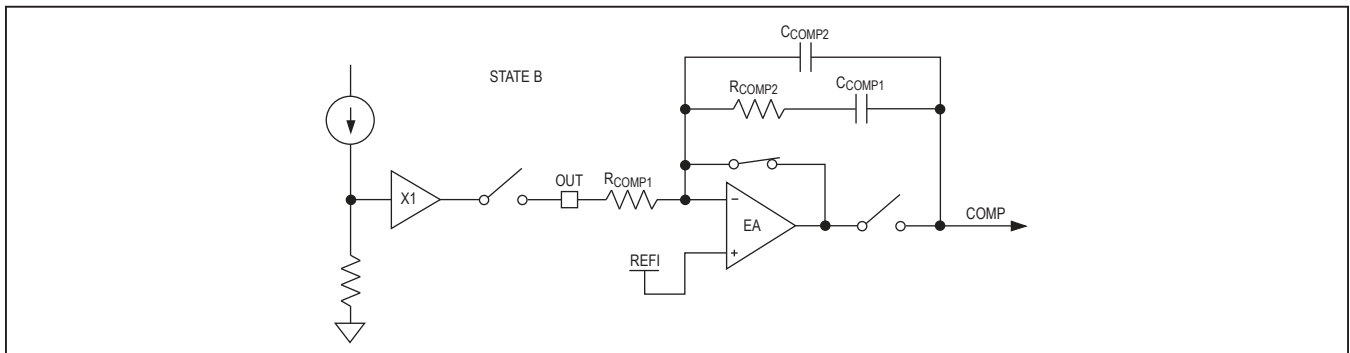 CCOMP2
STATE B
CCOMP1
RCOMP2
OUT
RCOMP1
X1
−
EA
COMP
+
REFI